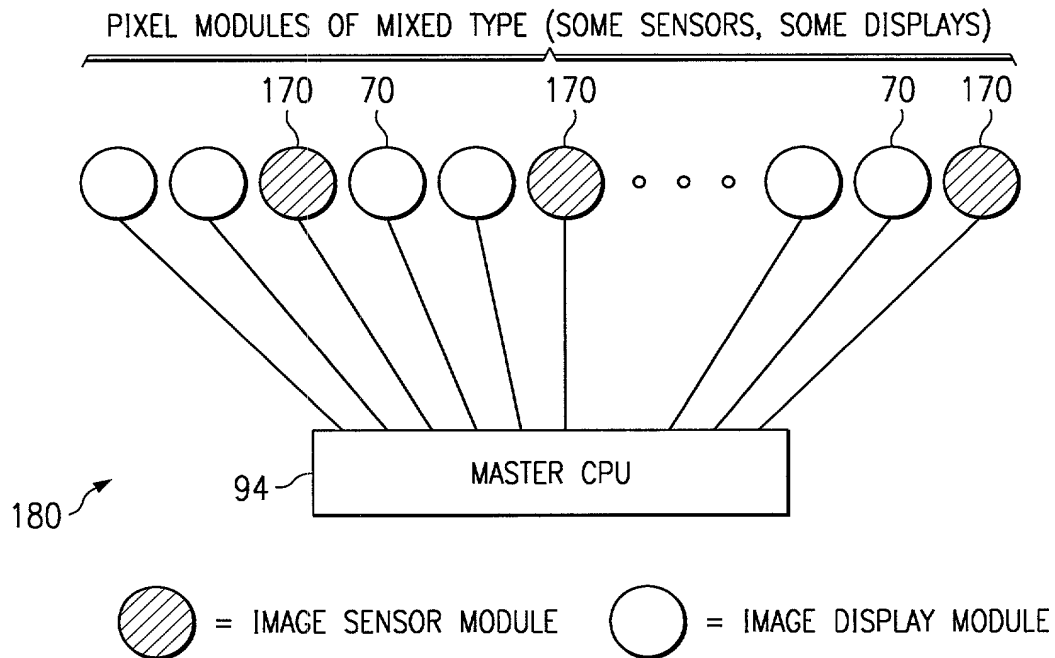 PIXEL MODULES OF MIXED TYPE (SOME SENSORS, SOME DISPLAYS)
170 70 170 70 170
MASTER CPU
94
180
= IMAGE SENSOR MODULE = IMAGE DISPLAY MODULE